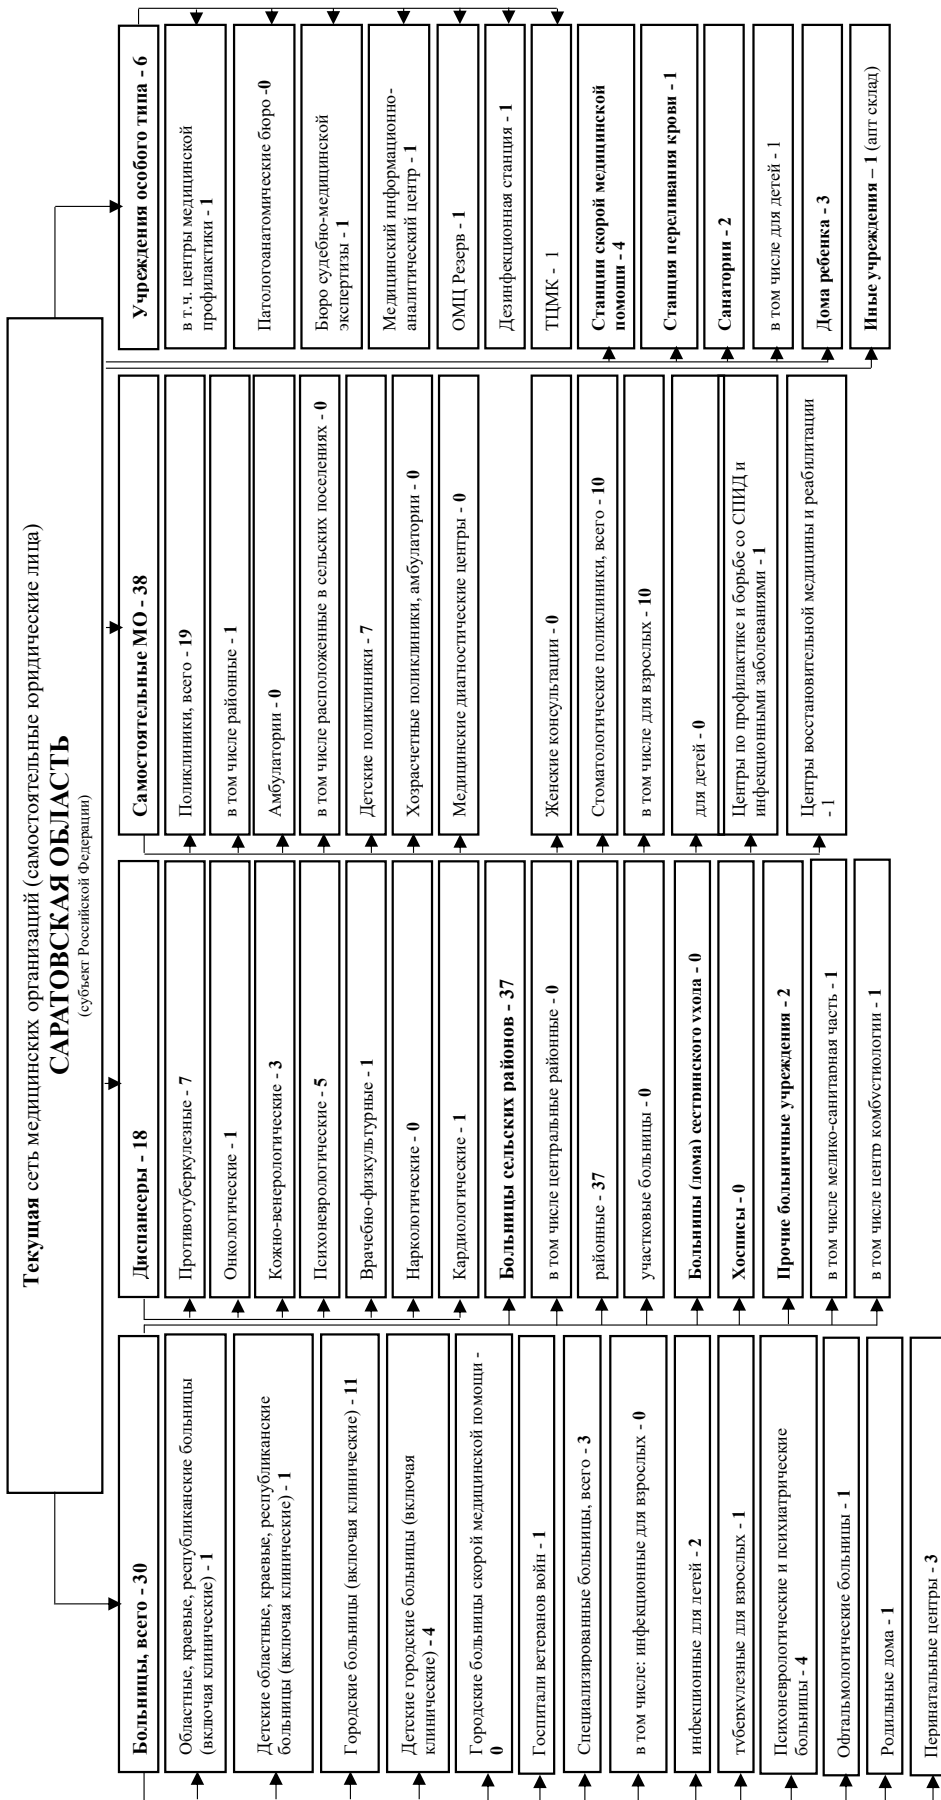 Текущая сеть медицинских организаций (самостоятельные юридические лица)
САРАТОВСКАЯ ОБЛАСТЬ
(субъект Российской Федерации)
Больницы, всего - 30
Областные, краевые, республиканские больницы
(включая клинические) - 1
Детские областные, краевые, республиканские
больницы (включая клинические) - 1
Городские больницы (включая клинические) - 11
Детские городские больницы (включая
клинические) - 4
Городские больницы скорой медицинской помощи -
0
Госпитали ветеранов войн - 1
Специализированные больницы, всего - 3
в том числе: инфекционные для взрослых - 0
инфекционные для детей - 2
туберкулезные для взрослых - 1
Психоневрологические и психиатрические
больницы - 4
Офтальмологические больницы - 1
Родильные дома - 1
Перинатальные центры - 3
Диспансеры - 18
Противотуберкулезные - 7
Онкологические - 1
Кожно-венерологические - 3
Психоневрологические - 5
Врачебно-физкультурные - 1
Наркологические - 0
Кардиологические - 1
Больницы сельских районов - 37
в том числе центральные районные - 0
районные - 37
участковые больницы - 0
Больницы (дома) сестринского ухода - 0
Хосписы - 0
Прочие больничные учреждения - 2
в том числе медико-санитарная часть - 1
в том числе центр комбустиологии - 1
Самостоятельные МО - 38
Поликлиники, всего - 19
в том числе районные - 1
Амбулатории - 0
в том числе расположенные в сельских поселениях - 0
Детские поликлиники - 7
Хозрасчетные поликлиники, амбулатории - 0
Медицинские диагностические центры - 0
Женские консультации - 0
Стоматологические поликлиники, всего - 10
в том числе для взрослых - 10
для детей - 0
Центры по профилактике и борьбе со СПИД и
инфекционными заболеваниями - 1
Центры восстановительной медицины и реабилитации
- 1
Учреждения особого типа - 6
в т.ч. центры медицинской
профилактики - 1
Патологоанатомические бюро -0
Бюро судебно-медицинской
экспертизы - 1
Медицинский информационно-
аналитический центр - 1
ОМЦ Резерв - 1
Дезинфекционная станция - 1
ТЦМК - 1
Станции скорой медицинской
помощи - 4
Станция переливания крови - 1
Санатории - 2
в том числе для детей - 1
Дома ребенка - 3
Иные учреждения – 1 (апт склад)